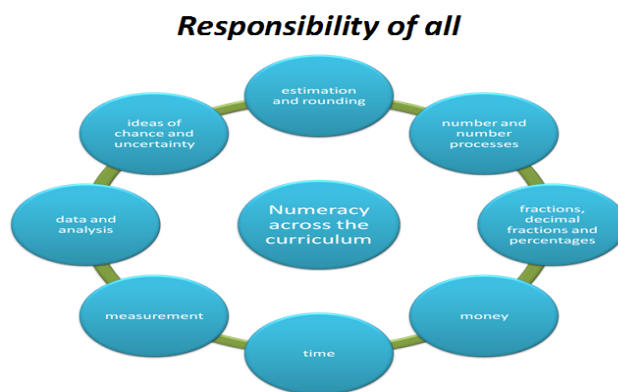 Responsibility of all
estimation
and rounding
ideas of
chance and
uncertainty
number and
number
processes
data and
analysis
Numeracy
across the
curriculum
fractions,
decimal
fractions and
percentages
measurement
money
time